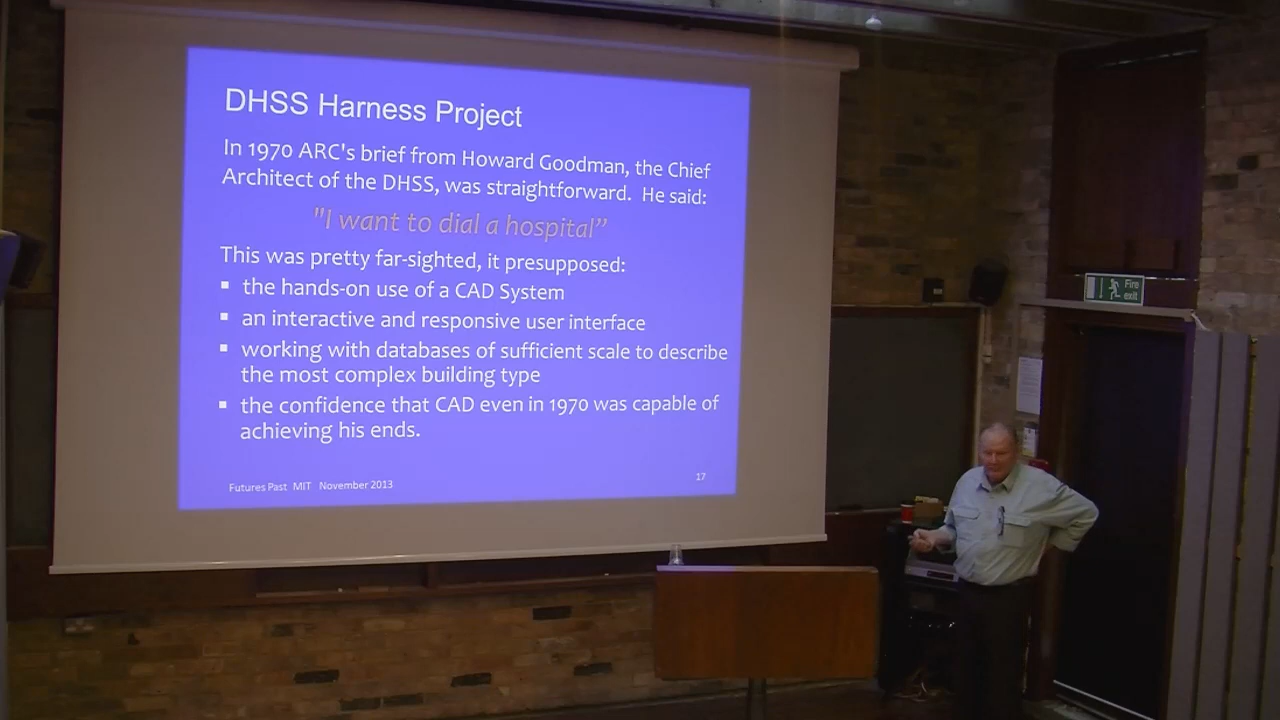 DHSS Harness Project
In 1970 ARC's brief from Howard Goodman, the Chief
Architect of the DHSS, was straightforward.  He said:
"I want to dial a hospital”
This was pretty far-sighted, it presupposed:
▪ the hands-on use of a CAD System
▪ an interactive and responsive user interface
▪ working with databases of sufficient scale to describe
the most complex building type
▪ the confidence that CAD even in 1970 was capable of
achieving his ends.
Futures Past  MIT  November 2013
17
Fire
exit